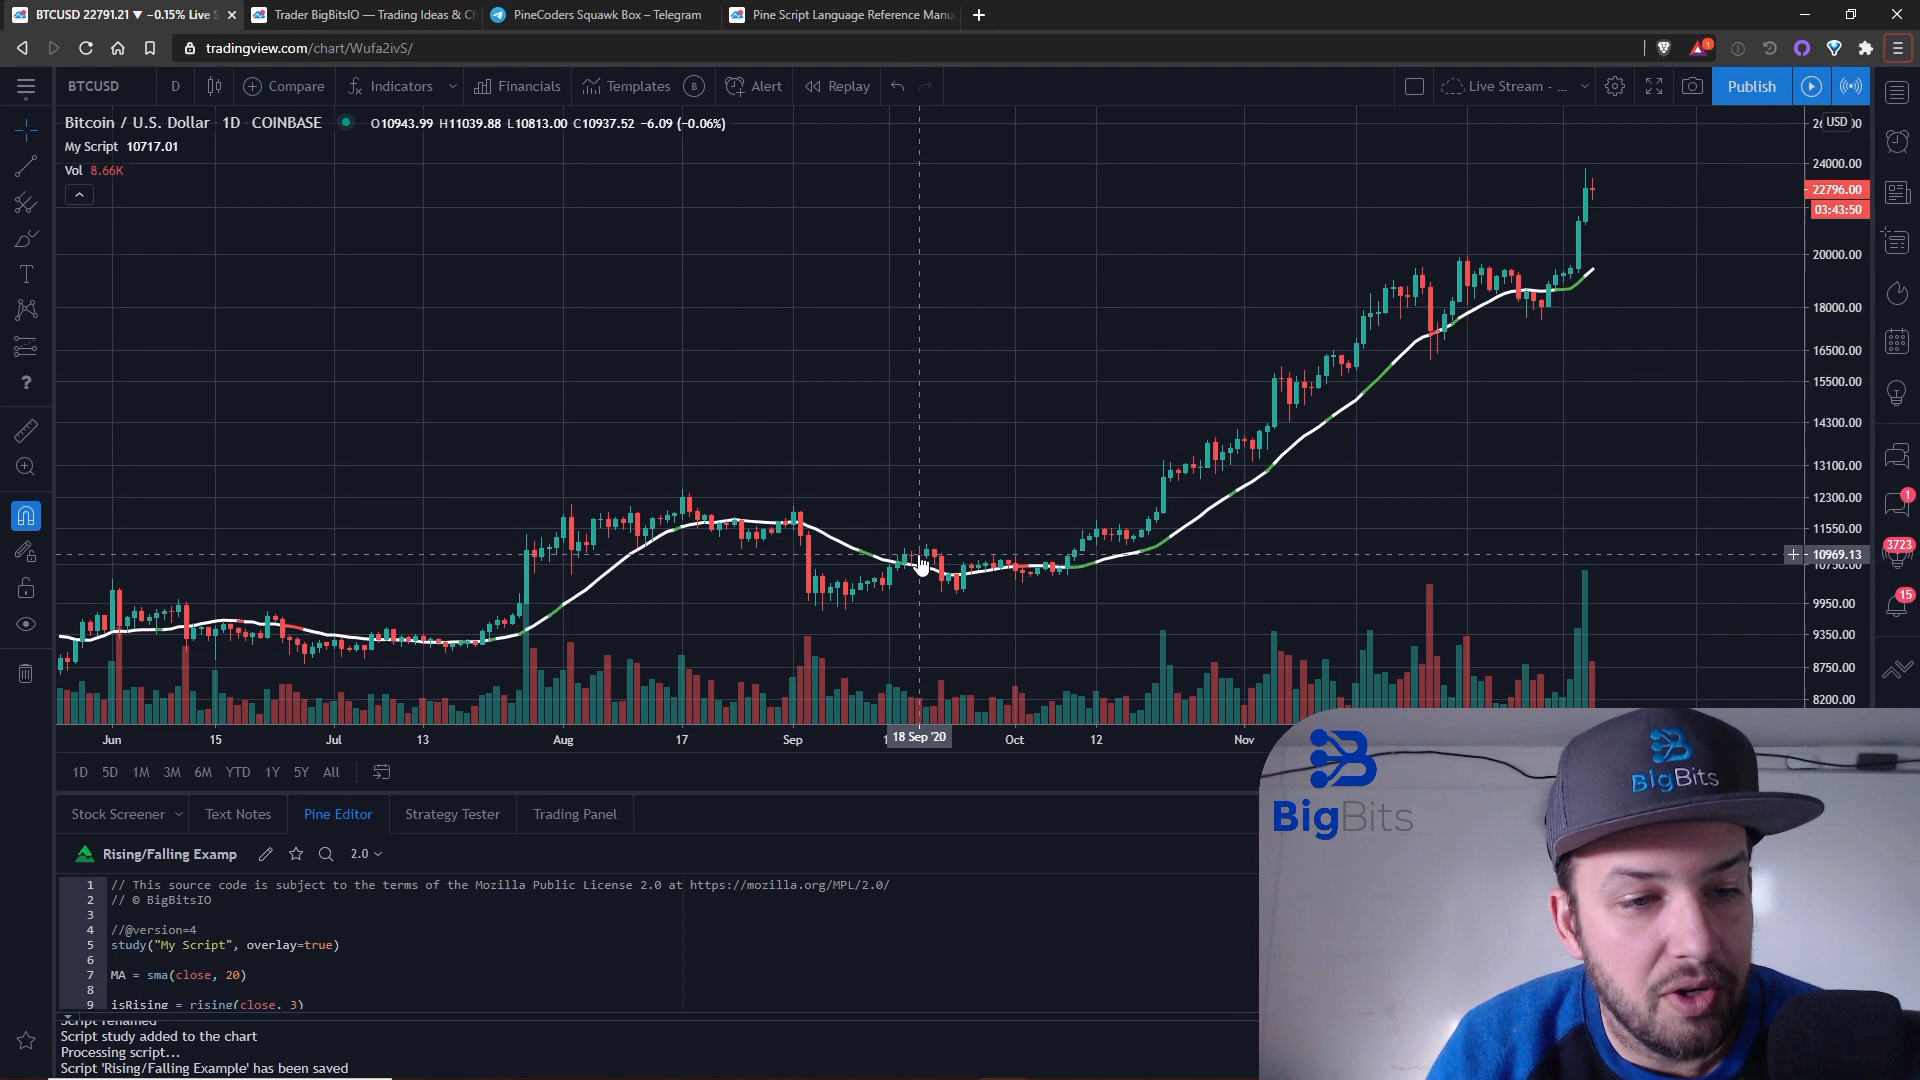 BTCUSD 22791.21 ▼ −0.15% Live S
Trader BigBitsIO — Trading Ideas & Ch
PineCoders Squawk Box – Telegram
Pine Script Language Reference Manu
tradingview.com/chart/Wufa2ivS/
1
BTCUSD
D
Compare
Indicators
Financials
Templates
B
Alert
Replay
Live Stream - ...
Publish
Bitcoin / U.S. Dollar 1D COINBASE O10943.99 H11039.88 L10813.00 C10937.52 −6.09 (−0.06%)
My Script 10717.01
Vol 8.66K
USD
24000.00
22796.00
03:43:50
20000.00
18000.00
16500.00
15500.00
14300.00
13100.00
12300.00
11550.00
10969.13
10750.00
9950.00
9350.00
8750.00
8200.00
1
3723
15
Jun
15
Jul
13
Aug
17
Sep
18 Sep '20
Oct
12
Nov
1D 5D 1M 3M 6M YTD 1Y 5Y All
Stock Screener
Text Notes
Pine Editor
Strategy Tester
Trading Panel
Rising/Falling Examp
2.0
1 // This source code is subject to the terms of the Mozilla Public License 2.0 at https://mozilla.org/MPL/2.0/
2 // © BigBitsIO
3
4 //@version=4
5 study("My Script", overlay=true)
6
7 MA = sma(close, 20)
8
9 isRising = rising(close, 3)
Script renamed
Script study added to the chart
Processing script...
Script 'Rising/Falling Example' has been saved
BigBits
BigBits